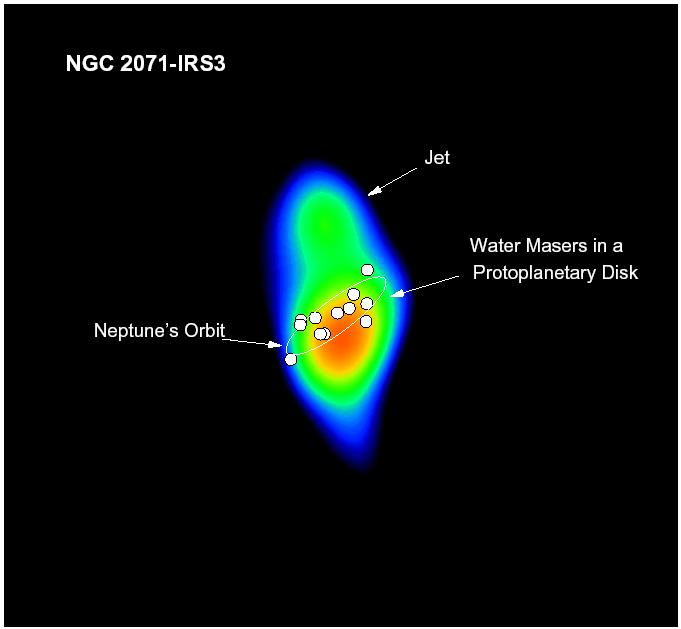 NGC 2071-IRS3
Jet
Water Masers in a
Protoplanetary Disk
Neptune's Orbit